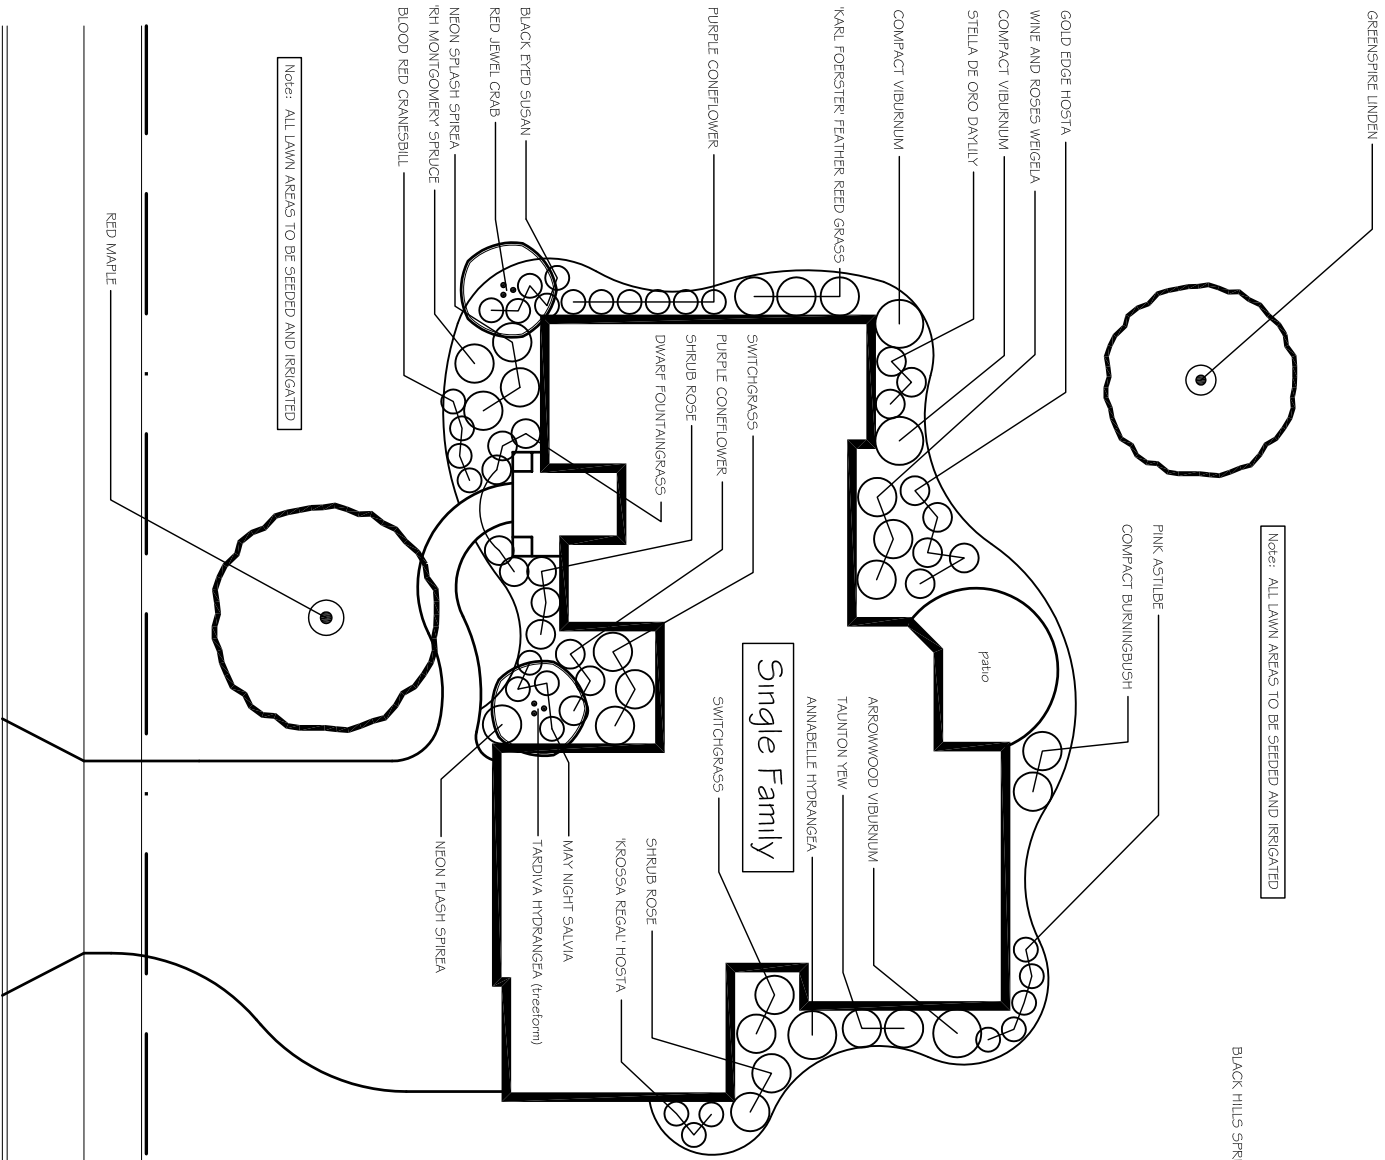 GREENSPIRE LINDEN
GOLD EDGE HOSTA
WINE AND ROSES WEIGELA
COMPACT VIBURNUM
STELLA DE ORO DAYLILY
COMPACT VIBURNUM
'KARL FOERSTER' FEATHER REED GRASS
PURPLE CONEFLOWER
BLACK EYED SUSAN
RED JEWEL CRAB
NEON SPLASH SPIREA
'RH MONTGOMERY' SPRUCE
BLOOD RED CRANESBILL
Note: ALL LAWN AREAS TO BE SEEDED AND IRRIGATED
RED MAPLE
SWITCHGRASS
PURPLE CONEFLOWER
SHRUB ROSE
DWARF FOUNTAINGRASS
Note: ALL LAWN AREAS TO BE SEEDED AND IRRIGATED
PINK ASTILBE
COMPACT BURNINGBUSH
patio
Single Family
ARROWWOOD VIBURNUM
TAUNTON YEW
ANNABELLE HYDRANGEA
SWITCHGRASS
SHRUB ROSE
'KROSSA REGAL' HOSTA
MAY NIGHT SALVIA
TARDIVA HYDRANGEA (treeform)
NEON FLASH SPIREA
BLACK HILLS SPR